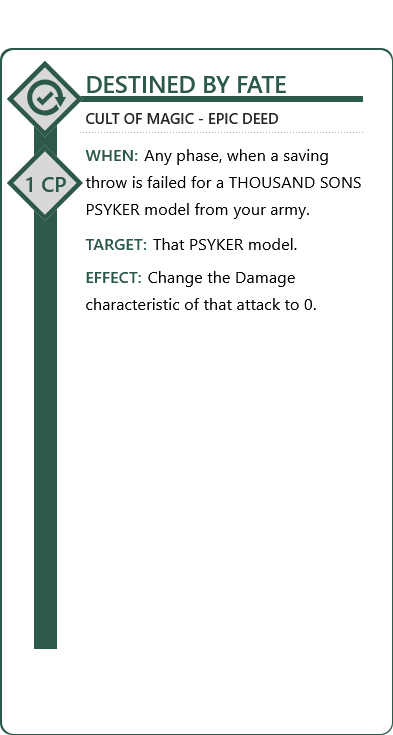 DESTINED BY FATE
CULT OF MAGIC - EPIC DEED
WHEN: Any phase, when a saving
throw is failed for a THOUSAND SONS
1 CP
PSYKER model from your army.
TARGET: That PSYKER model.
EFFECT: Change the Damage
characteristic of that attack to 0.